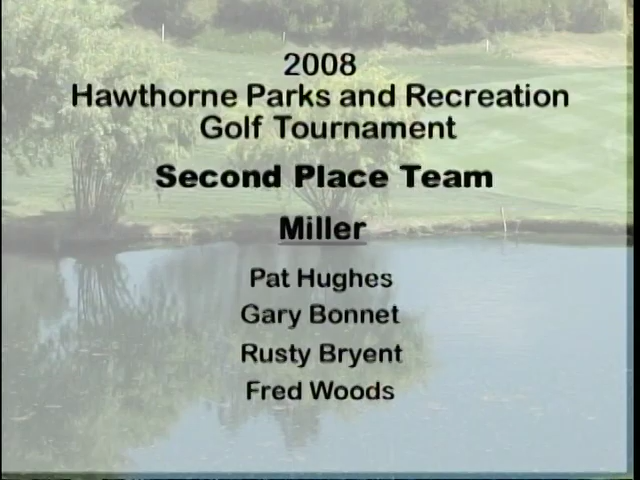 2008
Hawthorne Parks and Recreation
Golf Tournament
Second Place Team
Miller
Pat Hughes
Gary Bonnet
Rusty Bryent
Fred Woods